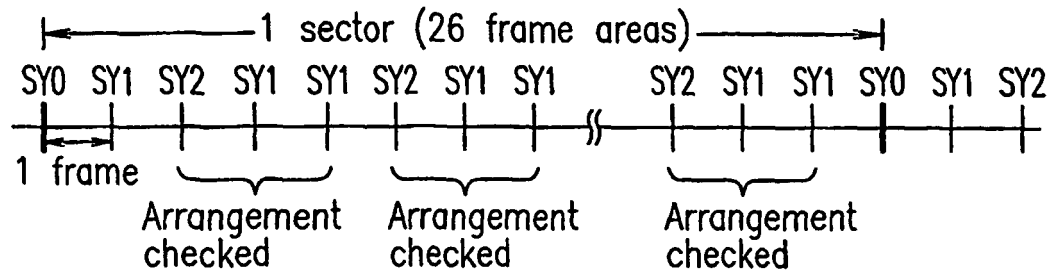 1 sector (26 frame areas)
SY0 SY1 SY2 SY1 SY1 SY2 SY1 SY1 SY2 SY1 SY1 SY0 SY1 SY2
1 frame
Arrangement checked
Arrangement checked
Arrangement checked